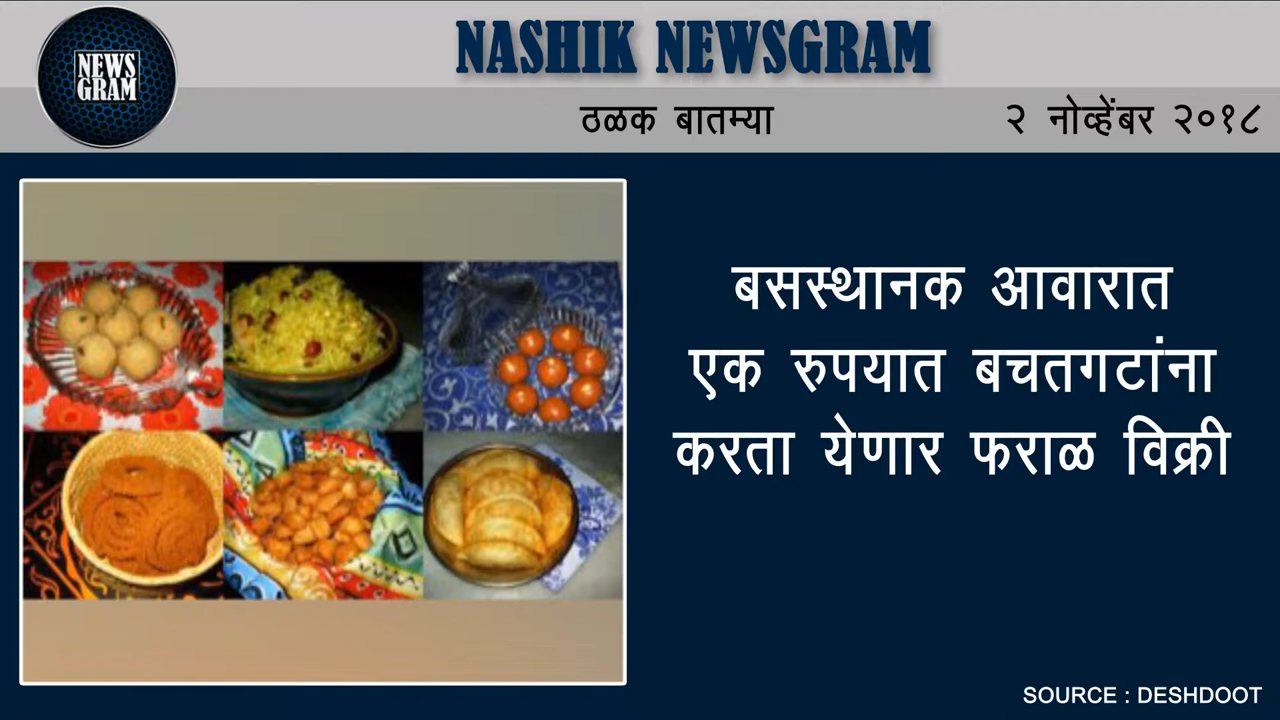 NEWS
GRAM
NASHIK NEWSGRAM
ठळक बातम्या
२ नोव्हेंबर २०१८
बसस्थानक आवारात
एक रुपयात बचतगटांना
करता येणार फराळ विक्री
SOURCE : DESHDOOT